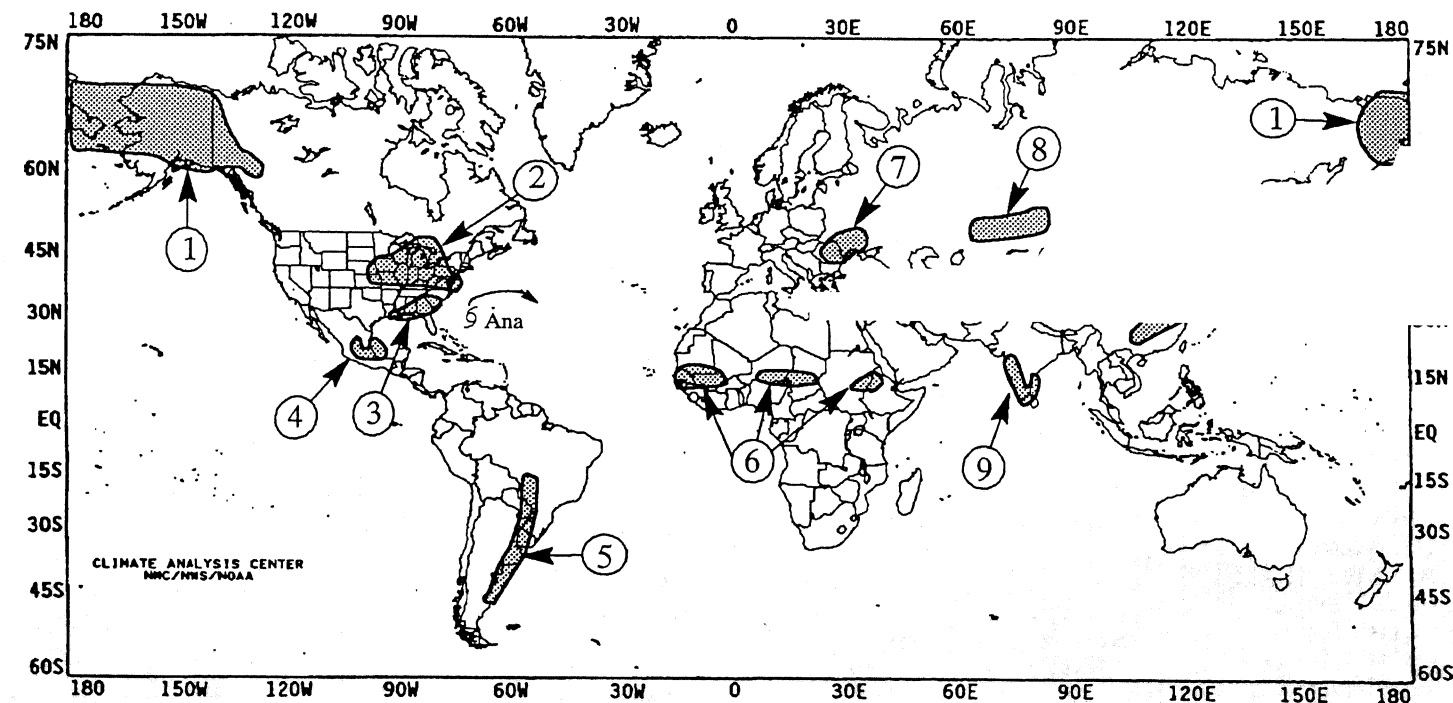 180 150W 120W 90W 60W 30W 0 30E 60E 90E 120E 150E 180
75N 75N
1
8
7
2
60N
1
45N
30N
Ana
15N 15N
4 3
EQ EQ
6 9
15S 15S
30S 30S
5
CLIMATE ANALYSIS CENTER
NMC/NWS/NOAA
45S 45S
60S 60S
180 150W 120W 90W 60W 30W 0 30E 60E 90E 120E 150E 180